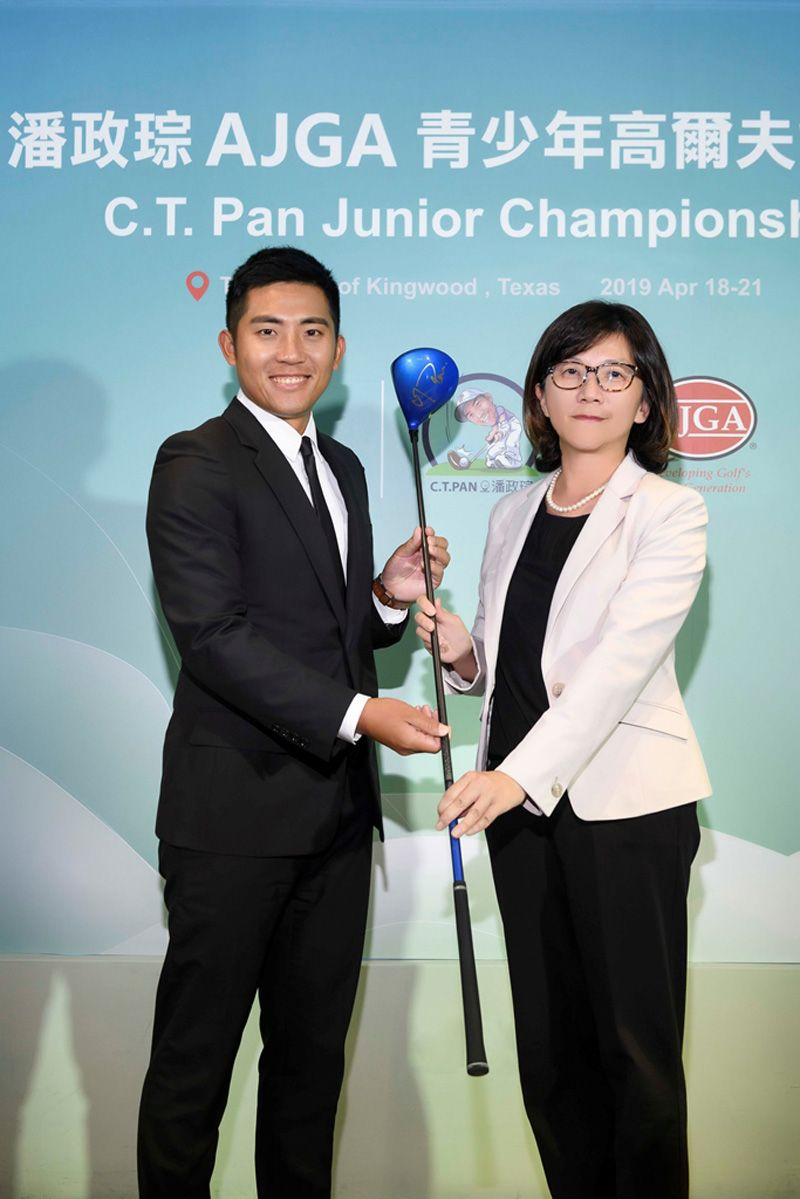 潘政琮 AJGA 青少年高爾夫
C.T. Pan Junior Championsh
of Kingwood , Texas 2019 Apr 18-21
C.T.PAN 潘政琮
JGA
®
eloping Golf's
Generation